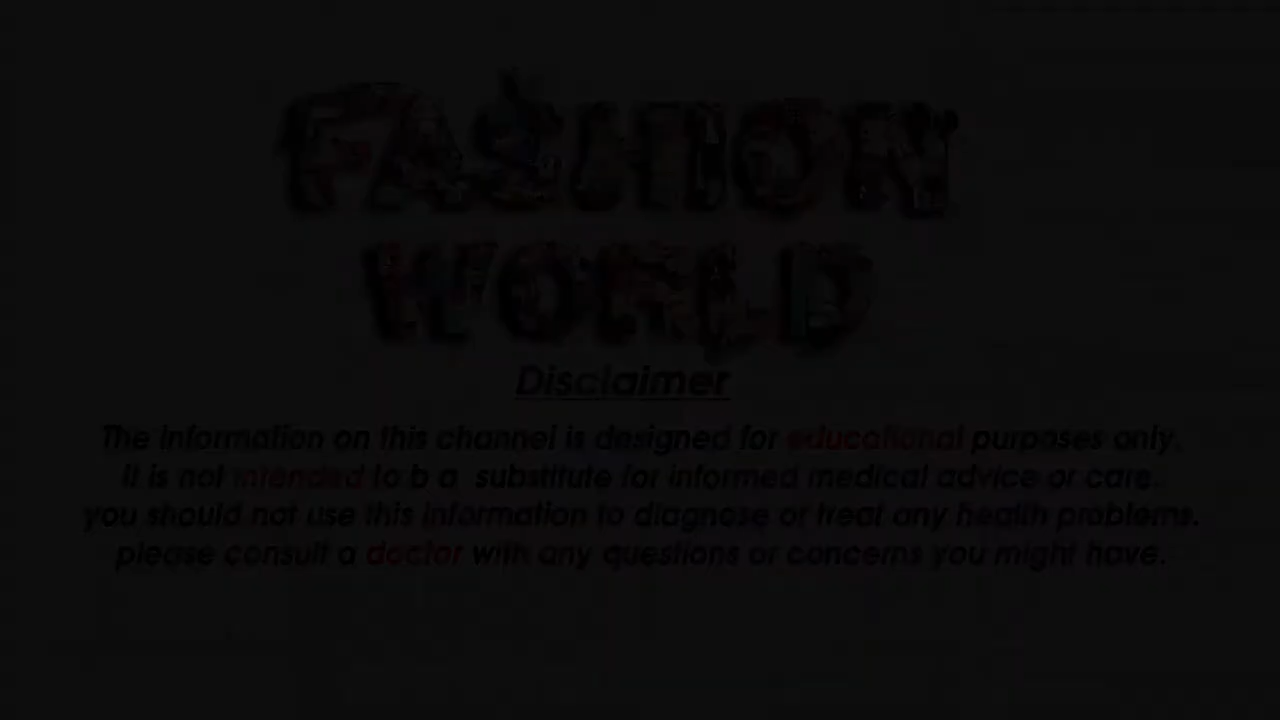 FASHION
WORLD
Disclaimer
The information on this channel is designed for educational purposes only.
it is not intended to b a substitute for informed medical advice or care.
you should not use this information to diagnose or treat any health problems.
please consult a doctor with any questions or concerns you might have.